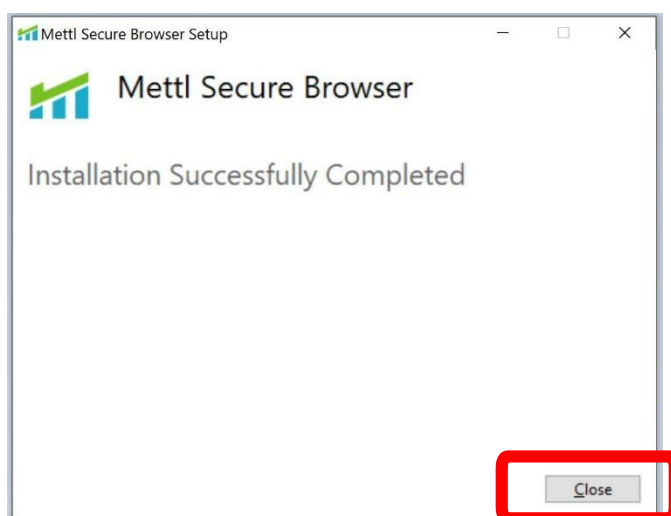 Mettl Secure Browser Setup
Mettl Secure Browser
Installation Successfully Completed
Close